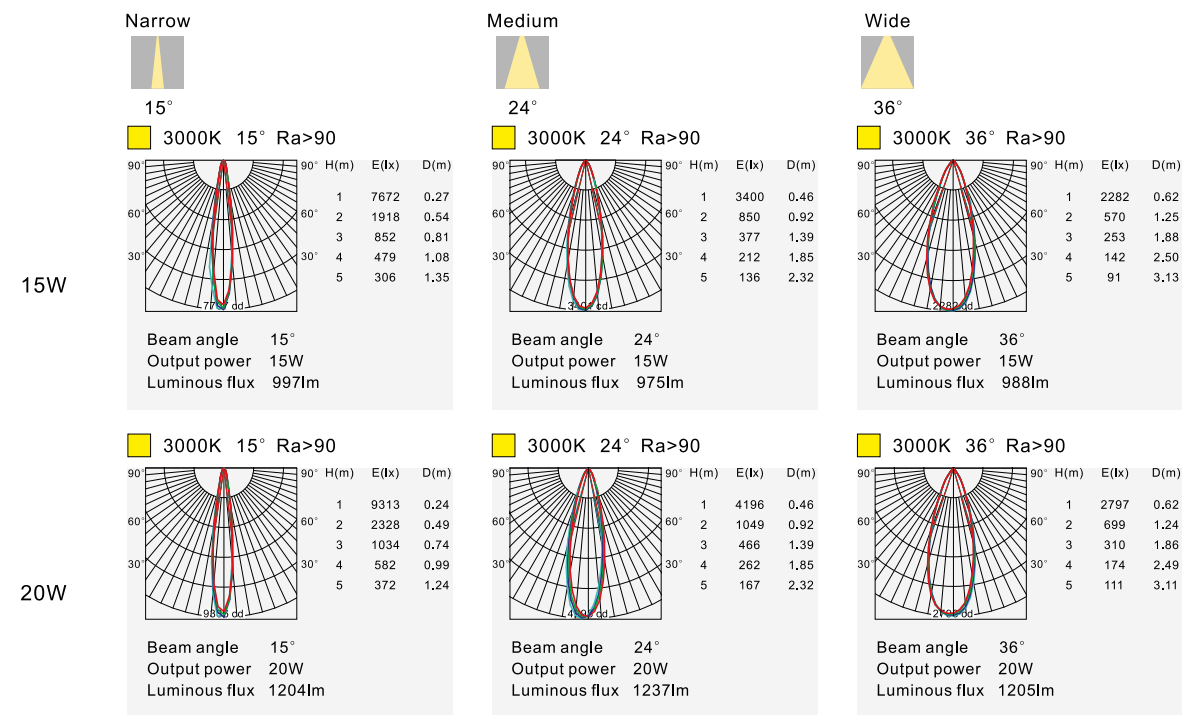 Narrow Medium Wide
15° 24° 36°
15W
3000K 15° Ra>90
90° 90° H(m) E(lx) D(m)
1 7672 0.27
60° 60° 2 1918 0.54
3 852 0.81
30° 30° 4 479 1.08
5 306 1.35
Beam angle 15°
Output power 15W
Luminous flux 997lm
3000K 24° Ra>90
90° 90° H(m) E(lx) D(m)
1 3400 0.46
60° 60° 2 850 0.92
3 377 1.39
30° 30° 4 212 1.85
5 136 2.32
cd
Beam angle 24°
Output power 15W
Luminous flux 975lm
3000K 36° Ra>90
90° 90° H(m) E(lx) D(m)
1 2282 0.62
60° 60° 2 570 1.25
3 253 1.88
30° 30° 4 142 2.50
5 91 3.13
2282 cd
Beam angle 36°
Output power 15W
Luminous flux 988lm
20W
3000K 15° Ra>90
90° 90° H(m) E(lx) D(m)
1 9313 0.24
60° 60° 2 2328 0.49
3 1034 0.74
30° 30° 4 582 0.99
5 372 1.24
cd
Beam angle 15°
Output power 20W
Luminous flux 1204lm
3000K 24° Ra>90
90° 90° H(m) E(lx) D(m)
1 4196 0.46
60° 60° 2 1049 0.92
3 466 1.39
30° 30° 4 262 1.85
5 167 2.32
cd
Beam angle 24°
Output power 20W
Luminous flux 1237lm
3000K 36° Ra>90
90° 90° H(m) E(lx) D(m)
1 2797 0.62
60° 60° 2 699 1.24
3 310 1.86
30° 30° 4 174 2.49
5 111 3.11
cd
Beam angle 36°
Output power 20W
Luminous flux 1205lm